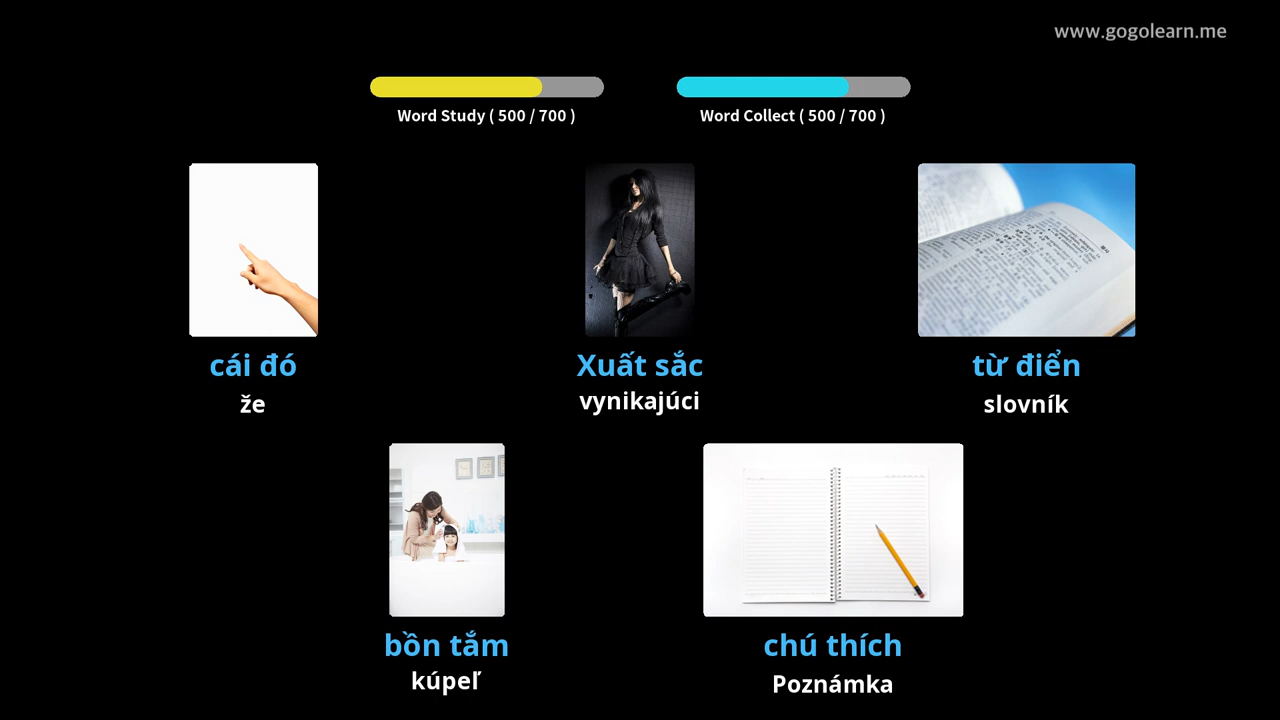 www.gogolearn.me
Word Study ( 500 / 700 )
Word Collect ( 500 / 700 )
cái đó
že
Xuất sắc
vynikajúci
từ điển
slovník
bồn tắm
kúpeľ
chú thích
Poznámka